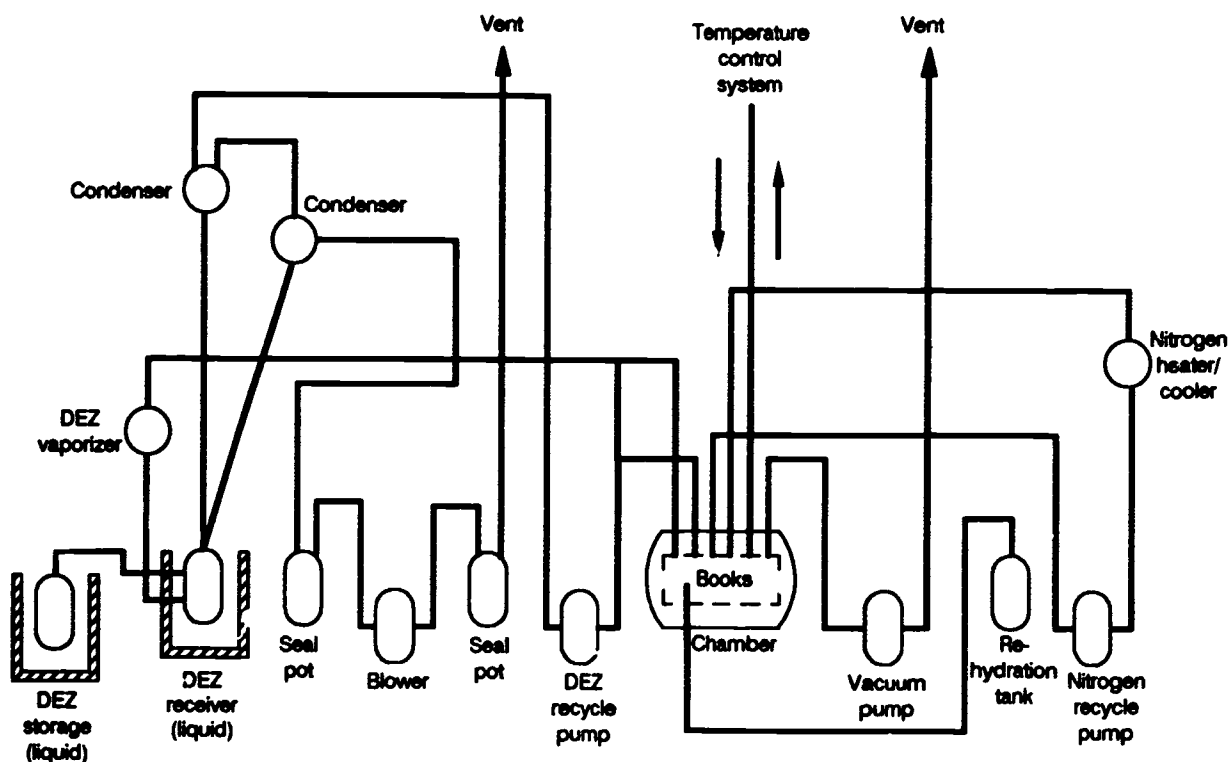 Vent
Temperature
control
system
Vent
Condenser
Condenser
Nitrogen
heater/
cooler
DEZ
vaporizer
Books
Chamber
Seal
pot
Blower
Seal
pot
DEZ
storage
(liquid)
DEZ
receiver
(liquid)
DEZ
recycle
pump
Vacuum
pump
Re-
hydration
tank
Nitrogen
recycle
pump